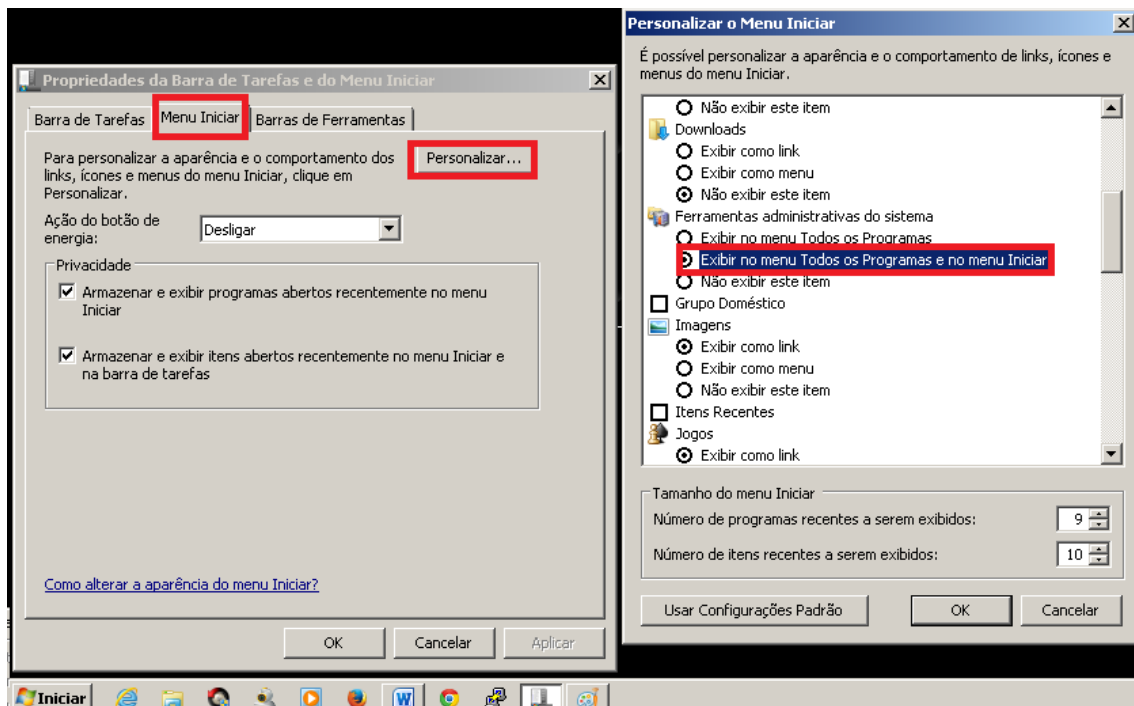 Propriedades da Barra de Tarefas e do Menu Iniciar
Barra de Tarefas
Menu Iniciar
Barras de Ferramentas
Para personalizar a aparência e o comportamento dos
links, ícones e menus do menu Iniciar, clique em
Personalizar.
Personalizar...
Ação do botão de
energia:
Desligar
Privacidade
Armazenar e exibir programas abertos recentemente no menu
Iniciar
Armazenar e exibir itens abertos recentemente no menu Iniciar e
na barra de tarefas
Como alterar a aparência do menu Iniciar?
OK
Cancelar
Aplicar
Personalizar o Menu Iniciar
É possível personalizar a aparência e o comportamento de links, ícones e
menus do menu Iniciar.
Não exibir este item
Downloads
Exibir como link
Exibir como menu
Não exibir este item
Ferramentas administrativas do sistema
Exibir no menu Todos os Programas
Exibir no menu Todos os Programas e no menu Iniciar
Não exibir este item
Grupo Doméstico
Imagens
Exibir como link
Exibir como menu
Não exibir este item
Itens Recentes
Jogos
Exibir como link
Tamanho do menu Iniciar
Número de programas recentes a serem exibidos:
9
Número de itens recentes a serem exibidos:
10
Usar Configurações Padrão
OK
Cancelar
Iniciar